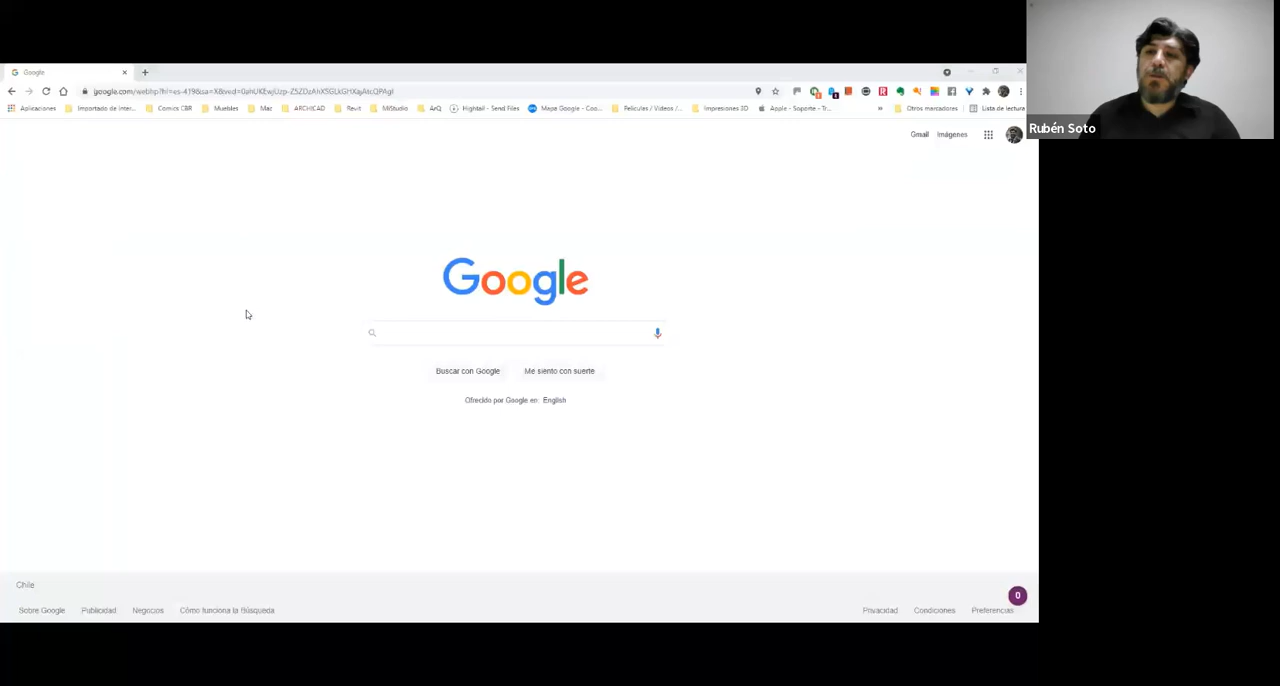 Google
Aplicaciones Importado de Inter... Comics CBR Muebles Mac ARCHICAD Revit MiStudio ArQ Hightail - Send Files Mapa Google - Coo... Peliculas / Videos /... Impresiones 3D Apple - Soporte - Tr... » Otros marcadores Lista de lectura
Rubén Soto
Gmail Imágenes
Google
Buscar con Google Me siento con suerte
Ofrecido por Google en: English
Chile
0
Sobre Google Publicidad Negocios Cómo funciona la Búsqueda Privacidad Condiciones Preferencias